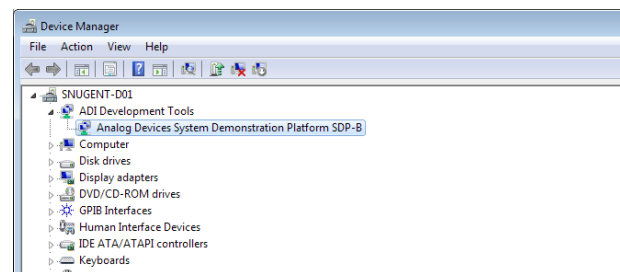 Device Manager
File Action View Help
SNUGENT-D01
ADI Development Tools
Analog Devices System Demonstration Platform SDP-B
Computer
Disk drives
Display adapters
DVD/CD-ROM drives
GPIB Interfaces
Human Interface Devices
IDE ATA/ATAPI controllers
Keyboards